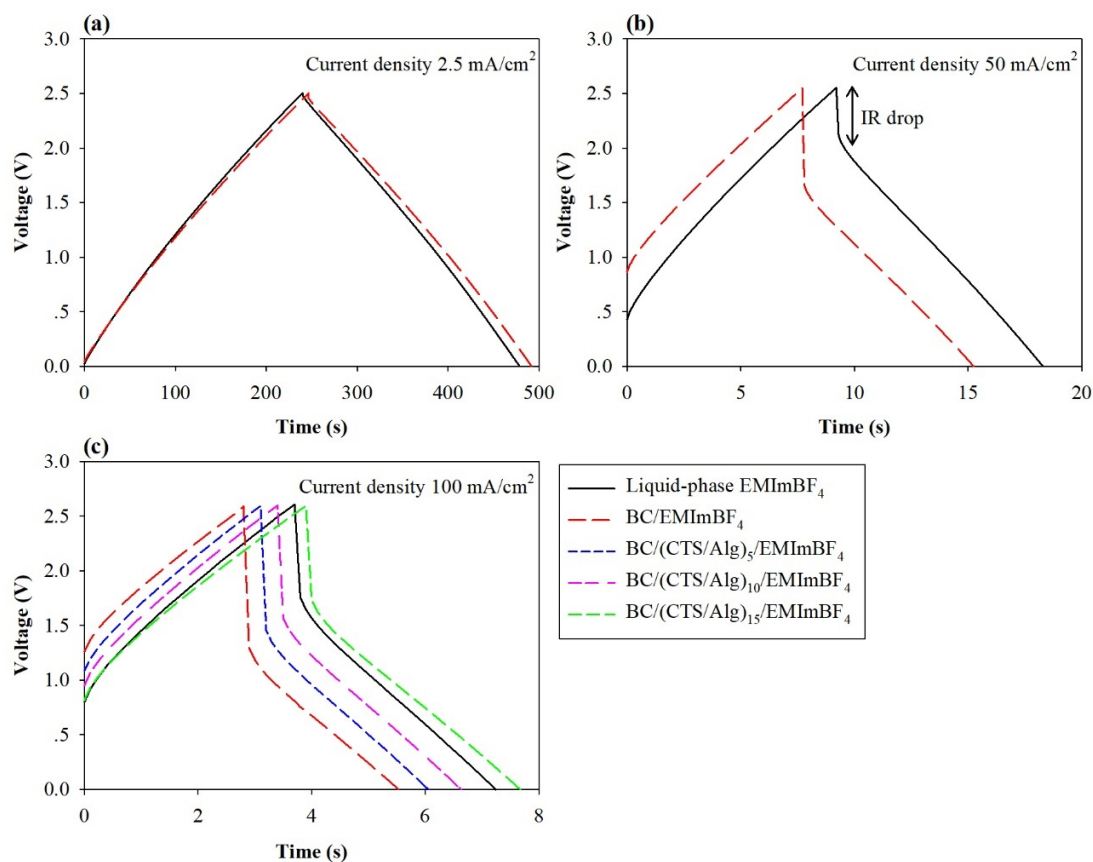 (a)
Current density 2.5 mA/cm²
3.0
2.5
2.0
1.5
1.0
.5
0.0
Voltage (V)
0 100 200 300 400 500
Time (s)
(b)
Current density 50 mA/cm²
IR drop
3.0
2.5
2.0
1.5
1.0
.5
0.0
Voltage (V)
0 5 10 15 20
Time (s)
(c)
Current density 100 mA/cm²
3.0
2.5
2.0
1.5
1.0
.5
0.0
Voltage (V)
0 2 4 6 8
Time (s)
Liquid-phase EMImBF₄
BC/EMImBF₄
BC/(CTS/Alg)₅/EMImBF₄
BC/(CTS/Alg)₁₀/EMImBF₄
BC/(CTS/Alg)₁₅/EMImBF₄